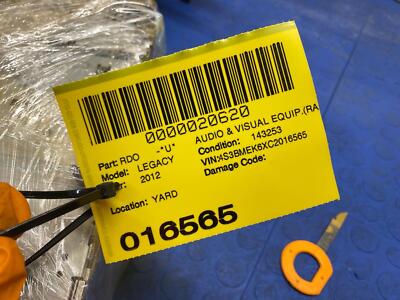 0000020620
Part: RDO -*U* AUDIO & VISUAL EQUIP.(RA
Model: LEGACY Condition: 143253
2012 VIN:4S3BMEK6XC2016565
Damage Code:
Location: YARD
016565